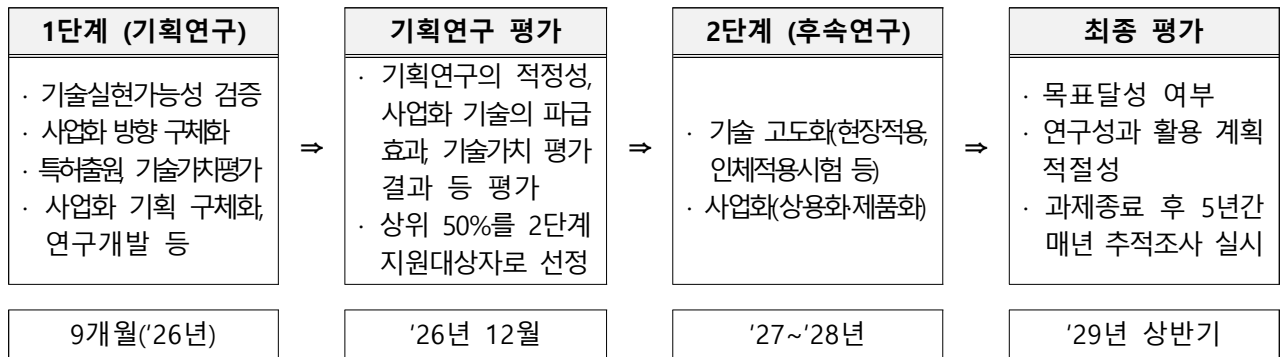 1단계 (기획연구)
· 기술실현가능성 검증
· 사업화 방향 구체화
· 특허출원, 기술가치평가
· 사업화 기획 구체화,
연구개발 등
⇒
기획연구 평가
· 기획연구의 적정성,
사업화 기술의 파급
효과, 기술가치 평가
결과 등 평가
· 상위 50%를 2단계
지원대상자로 선정
⇒
2단계 (후속연구)
· 기술 고도화(현장적용,
인체적용시험 등)
· 사업화(상용화·제품화)
⇒
최종 평가
· 목표달성 여부
· 연구성과 활용 계획
적절성
· 과제종료 후 5년간
매년 추적조사 실시
9개월('26년)
'26년 12월
'27~'28년
'29년 상반기